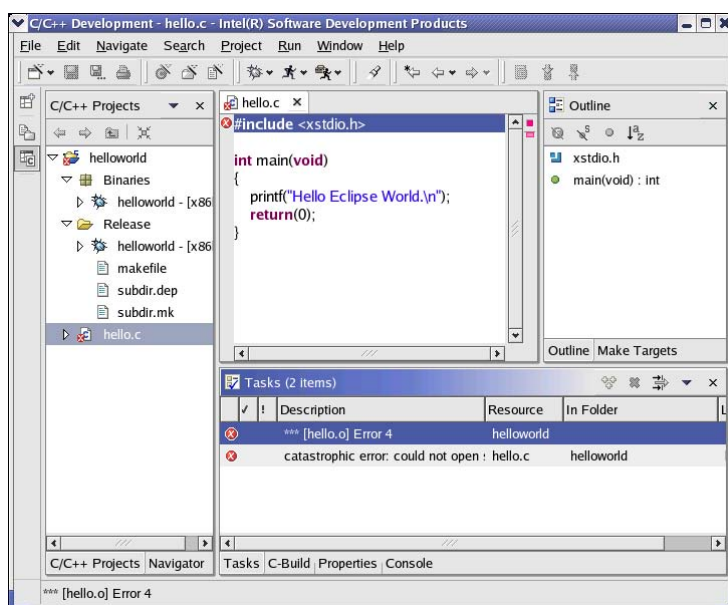 C/C++ Development - hello.c - Intel(R) Software Development Products
File Edit Navigate Search Project Run Window Help
C/C++ Projects
helloworld
Binaries
helloworld - [x86
Release
helloworld - [x86
makefile
subdir.dep
subdir.mk
hello.c
C/C++ Projects Navigator
hello.c
#include <xstdio.h>
int main(void)
{
printf("Hello Eclipse World.\n");
return(0);
}
Outline
xstdio.h
main(void) : int
Outline Make Targets
Tasks (2 items)
✓ ! Description Resource In Folder L
*** [hello.o] Error 4 helloworld
catastrophic error: could not open : hello.c helloworld
Tasks C-Build Properties Console
*** [hello.o] Error 4